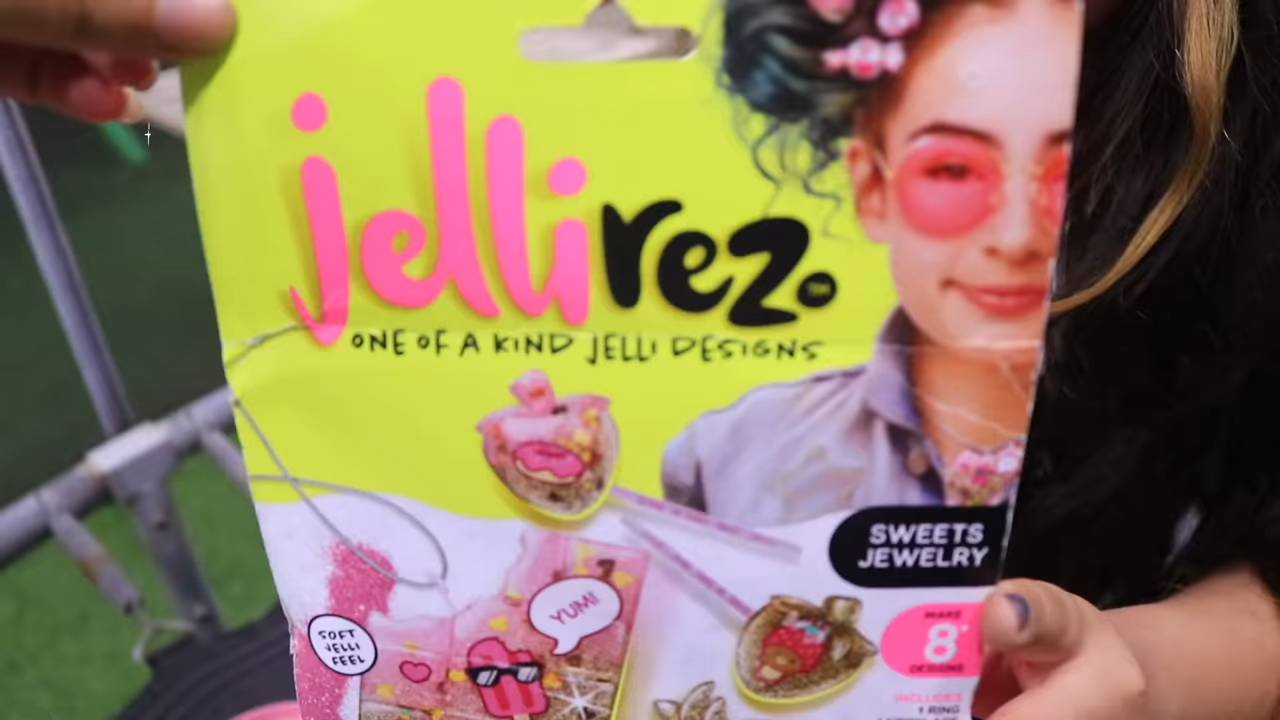 jellirez
ONE OF A KIND JELLI DESIGNS
SWEETS
JEWELRY
MAKE
8+
DESIGNS
INCLUDES
1 RING
YUM!
SOFT
JELLI
FEEL